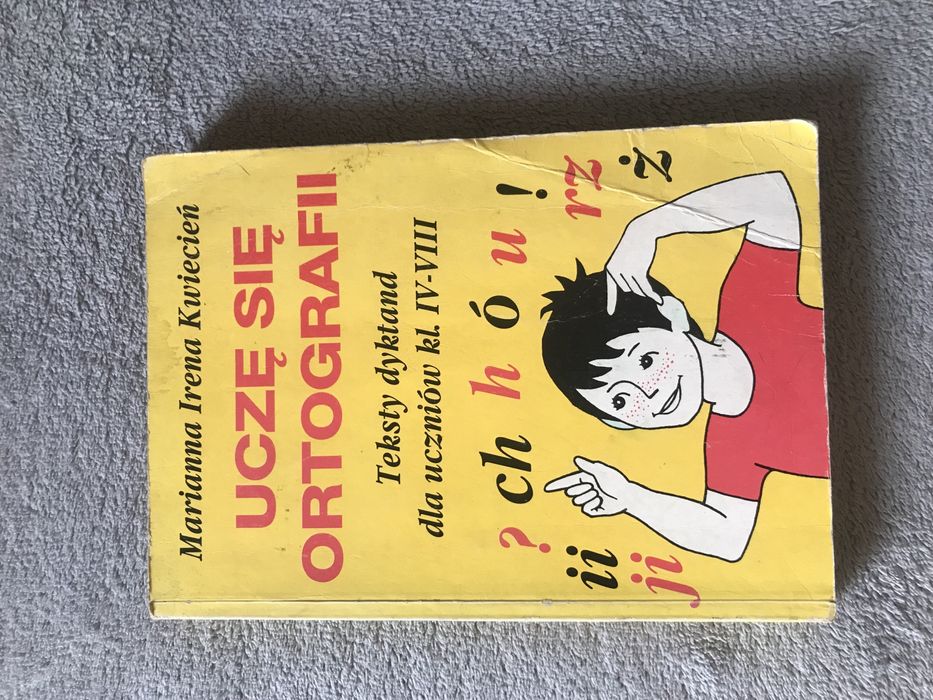 Marianna Irena Kwiecień
UCZĘ SIĘ
ORTOGRAFII
Teksty dyktand
dla uczniów kl. IV-VIII
? ch h ó u !
ii rz
ji ż